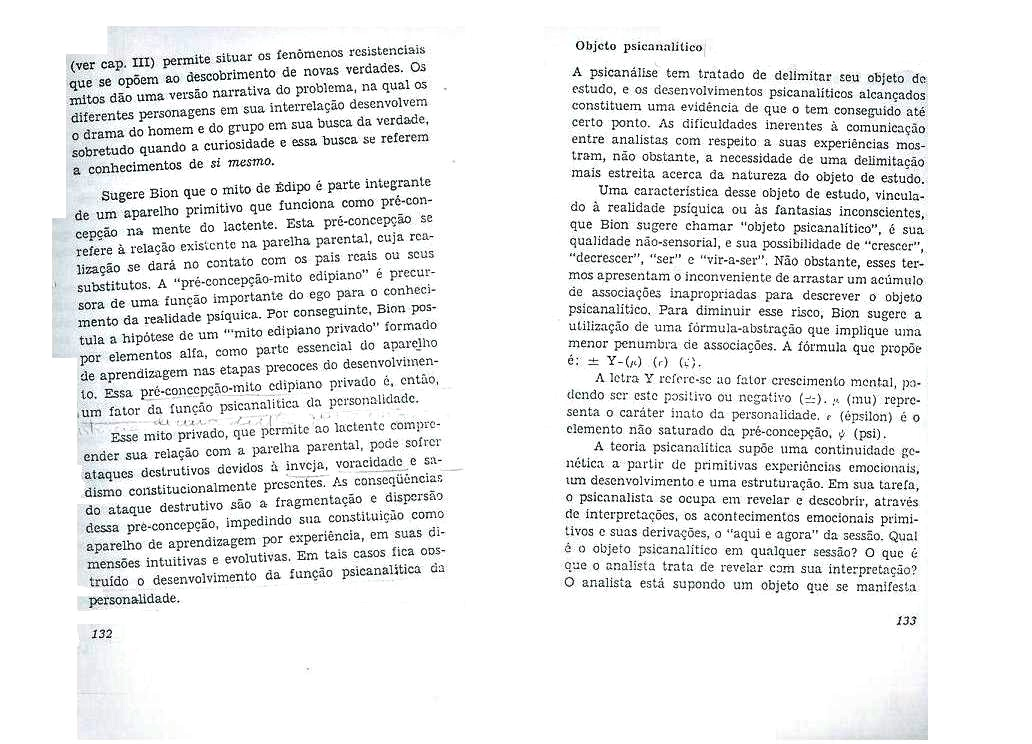 (ver cap. III) permite situar os fenômenos resistenciais
que se opõem ao descobrimento de novas verdades. Os
mitos dão uma versão narrativa do problema, na qual os
diferentes personagens em sua interrelação desenvolvem
o drama do homem e do grupo em sua busca da verdade,
sobretudo quando a curiosidade e essa busca se referem
a conhecimentos de si mesmo.
Sugere Bion que o mito de Édipo é parte integrante
de um aparelho primitivo que funciona como pré-con-
cepção na mente do lactente. Esta pré-concepção se
refere à relação existente na parelha parental, cuja rea-
lização se dará no contato com os pais reais ou seus
substitutos. A “pré-concepção-mito edipiano” é precur-
sora de uma função importante do ego para o conheci-
mento da realidade psíquica. Por conseguinte, Bion pos-
tula a hipótese de um “'mito edipiano privado” formado
por elementos alfa, como parte essencial do aparelho
de aprendizagem nas etapas precoces do desenvolvimen-
to. Essa pré-concepção-mito edipiano privado é, então,
um fator da função psicanalítica da personalidade.
Esse mito privado, que permite ao lactente compre-
ender sua relação com a parelha parental, pode sofrer
ataques destrutivos devidos à inveja, voracidade e sa-
dismo constitucionalmente presentes. As conseqüências
do ataque destrutivo são a fragmentação e dispersão
dessa pré-concepção, impedindo sua constituição como
aparelho de aprendizagem por experiência, em suas di-
mensões intuitivas e evolutivas. Em tais casos fica obs-
truído o desenvolvimento da função psicanalítica da
personalidade.
132
Objeto psicanalítico
A psicanálise tem tratado de delimitar seu objeto de
estudo, e os desenvolvimentos psicanalíticos alcançados
constituem uma evidência de que o tem conseguido até
certo ponto. As dificuldades inerentes à comunicação
entre analistas com respeito a suas experiências mos-
tram, não obstante, a necessidade de uma delimitação
mais estreita acerca da natureza do objeto de estudo.
Uma característica desse objeto de estudo, vincula-
do à realidade psíquica ou às fantasias inconscientes,
que Bion sugere chamar “objeto psicanalítico”, é sua
qualidade não-sensorial, e sua possibilidade de “crescer”,
“decrescer”, “ser” e “vir-a-ser”. Não obstante, esses ter-
mos apresentam o inconveniente de arrastar um acúmulo
de associações inapropriadas para descrever o objeto
psicanalítico. Para diminuir esse risco, Bion sugere a
utilização de uma fórmula-abstração que implique uma
menor penumbra de associações. A fórmula que propõe
é: ± Y-(μ) (ε) (ψ).
A letra Y refere-se ao fator crescimento mental, po-
dendo ser este positivo ou negativo (±). μ (mu) repre-
senta o caráter inato da personalidade. ε (épsilon) é o
elemento não saturado da pré-concepção, ψ (psi).
A teoria psicanalítica supõe uma continuidade ge-
nética a partir de primitivas experiências emocionais,
um desenvolvimento e uma estruturação. Em sua tarefa,
o psicanalista se ocupa em revelar e descobrir, através
de interpretações, os acontecimentos emocionais primi-
tivos e suas derivações, o “aqui e agora” da sessão. Qual
é o objeto psicanalítico em qualquer sessão? O que é
que o analista trata de revelar com sua interpretação?
O analista está supondo um objeto que se manifesta
133